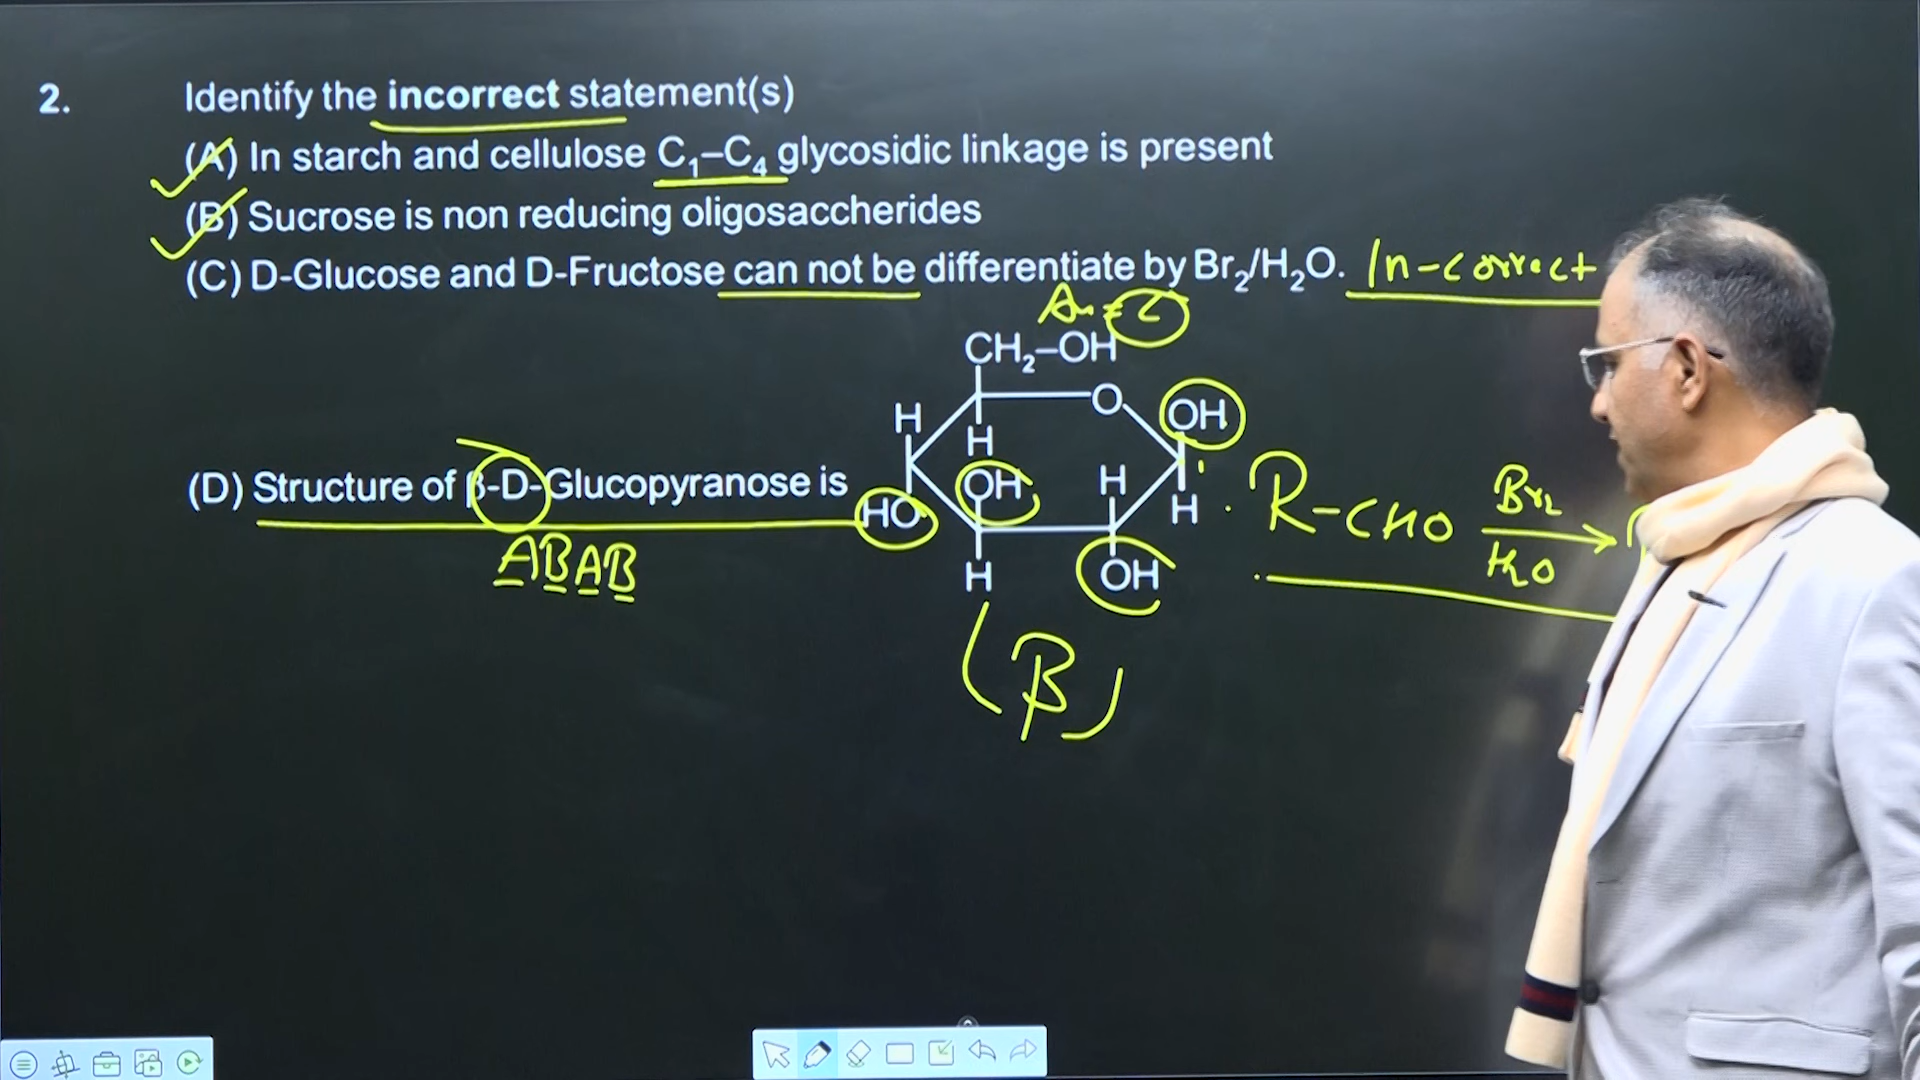 2. Identify the incorrect statement(s)
(A) In starch and cellulose C₁–C₄ glycosidic linkage is present
(B) Sucrose is non reducing oligosaccherides
(C) D-Glucose and D-Fructose can not be differentiate by Br₂/H₂O. In-correct
An = C
CH₂–OH
O
H OH
H
(D) Structure of β-D-Glucopyranose is HO OH H H
H OH
ABAB
R-CHO Br₂ H₂O
(β)